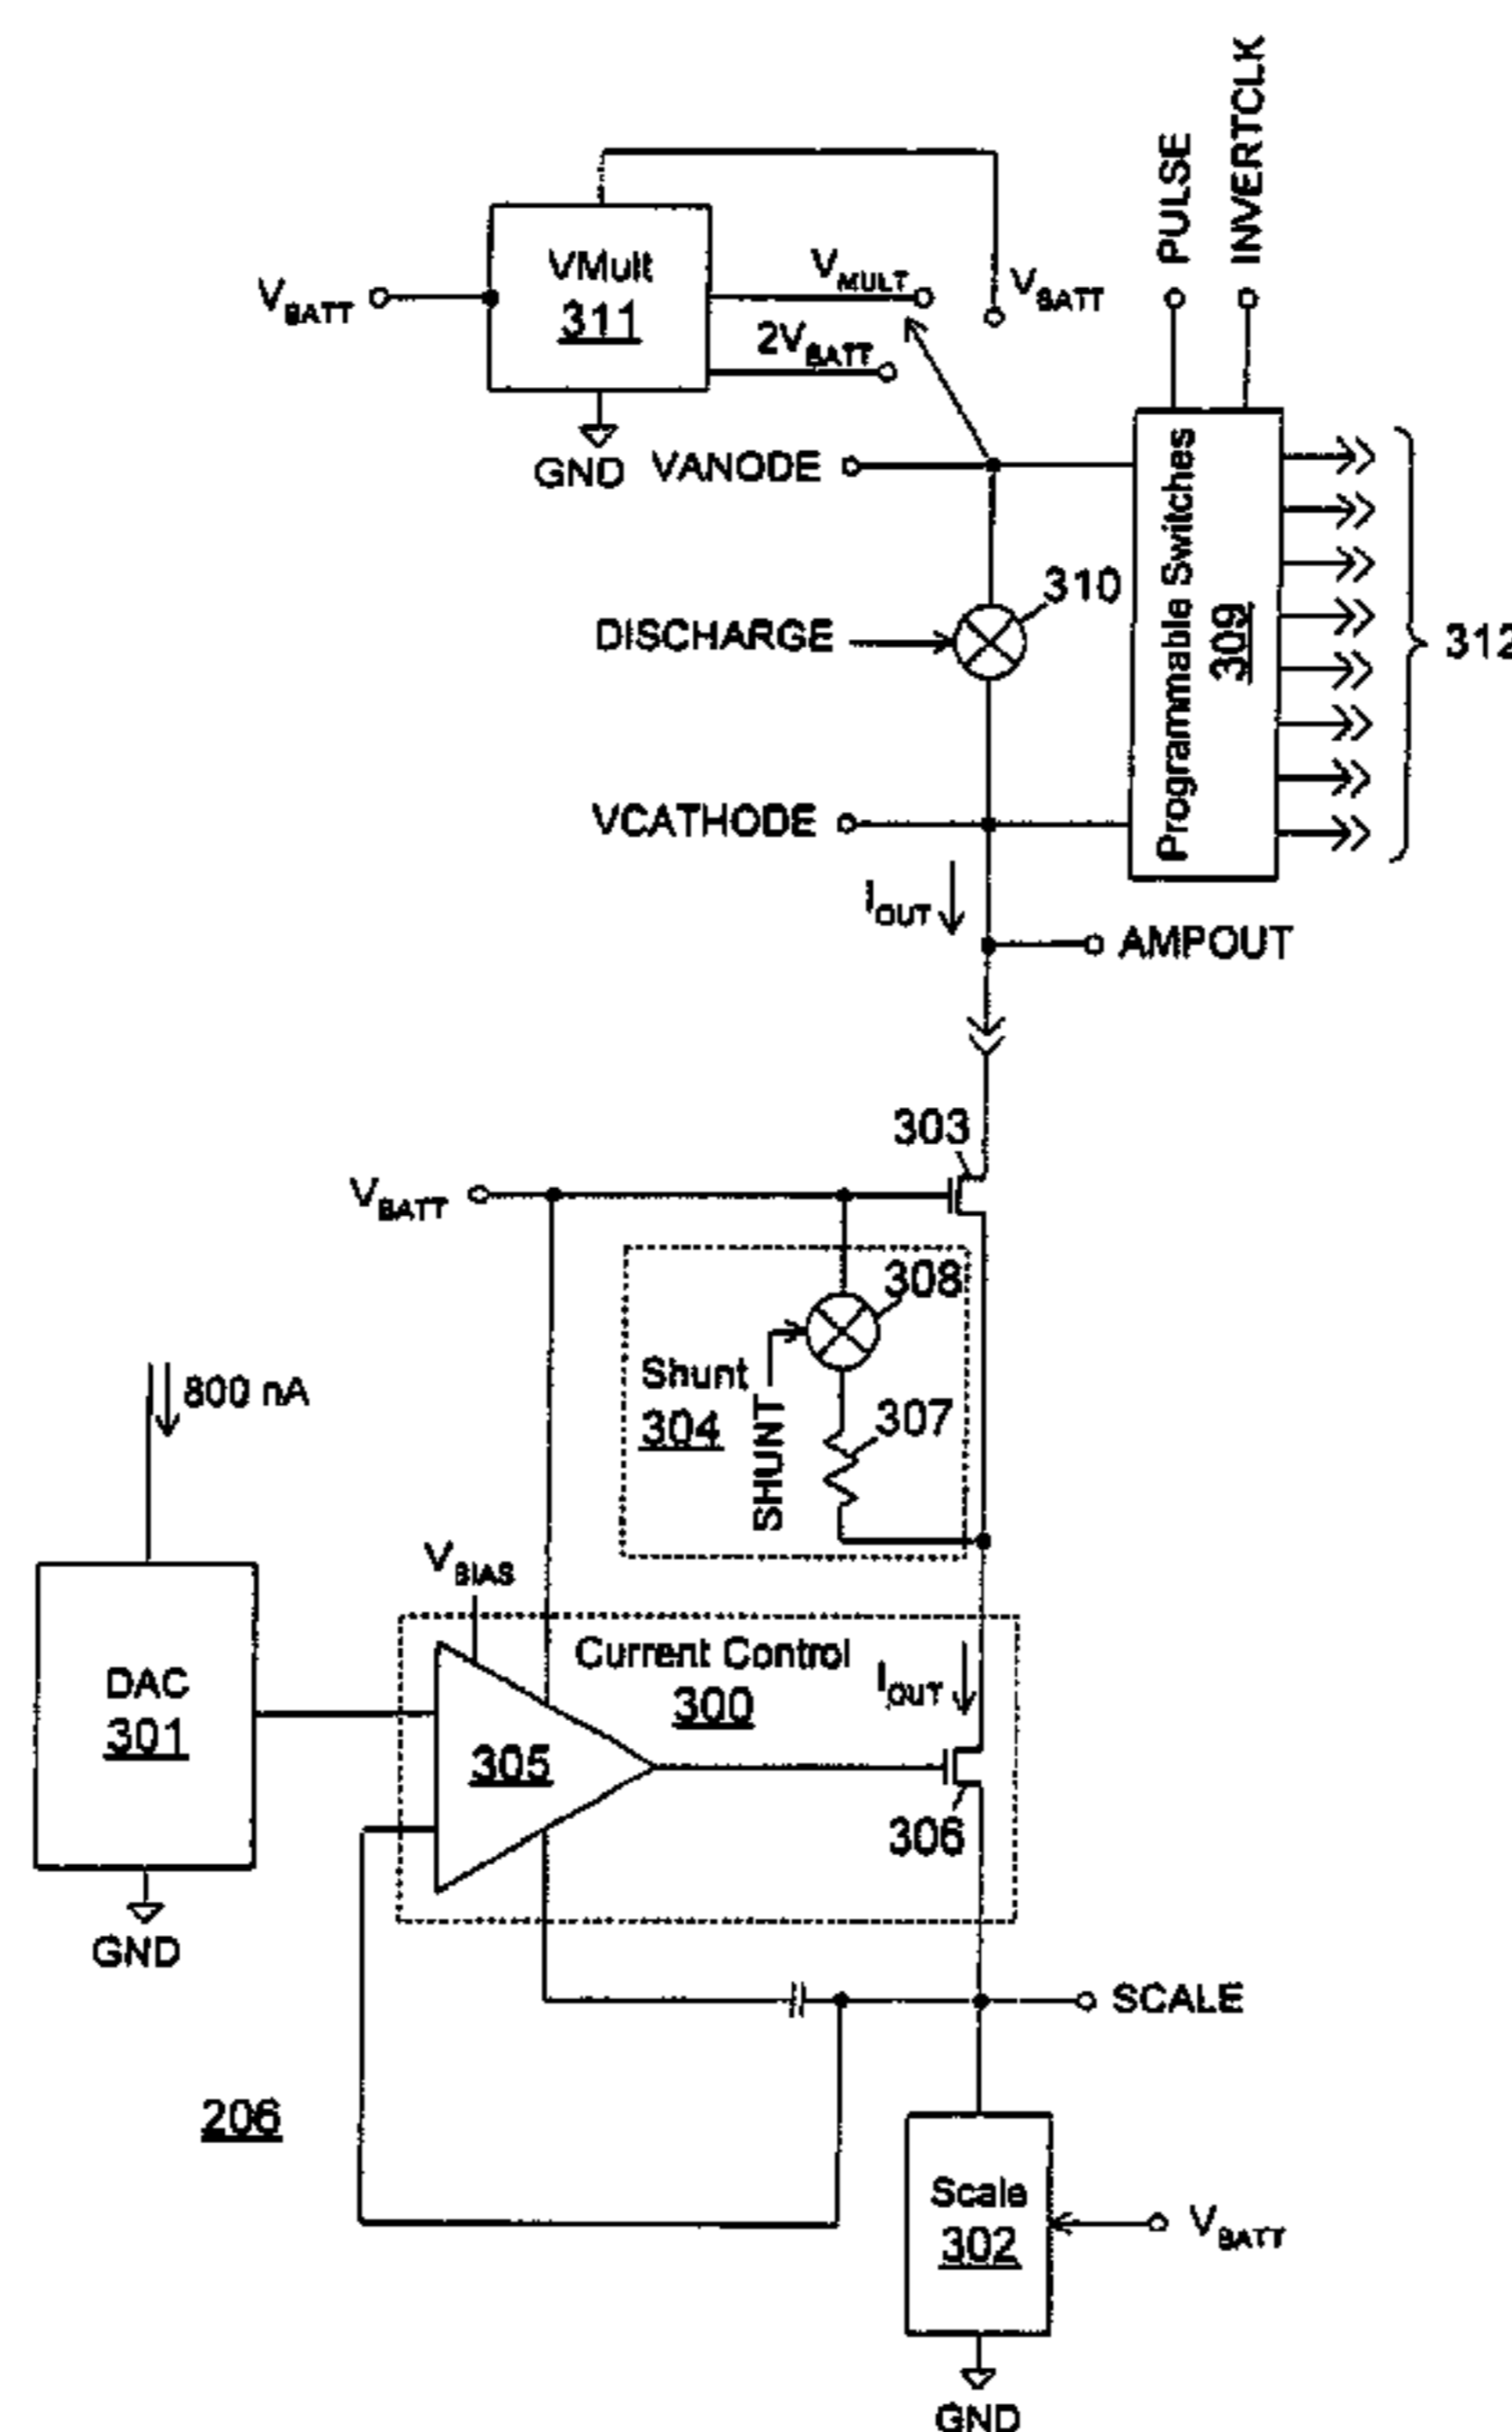 PULSE
INVERTCLK
VMult
311
VBATT
VMULT
2VBATT
VBATT
GND
VANODE
Programmable Switches
309
310
DISCHARGE
312
VCATHODE
IOUT
AMPOUT
303
VBATT
308
Shunt
304
SHUNT
307
800 nA
VBIAS
Current Control
300
IOUT
DAC
301
305
306
GND
SCALE
206
Scale
302
VBATT
GND